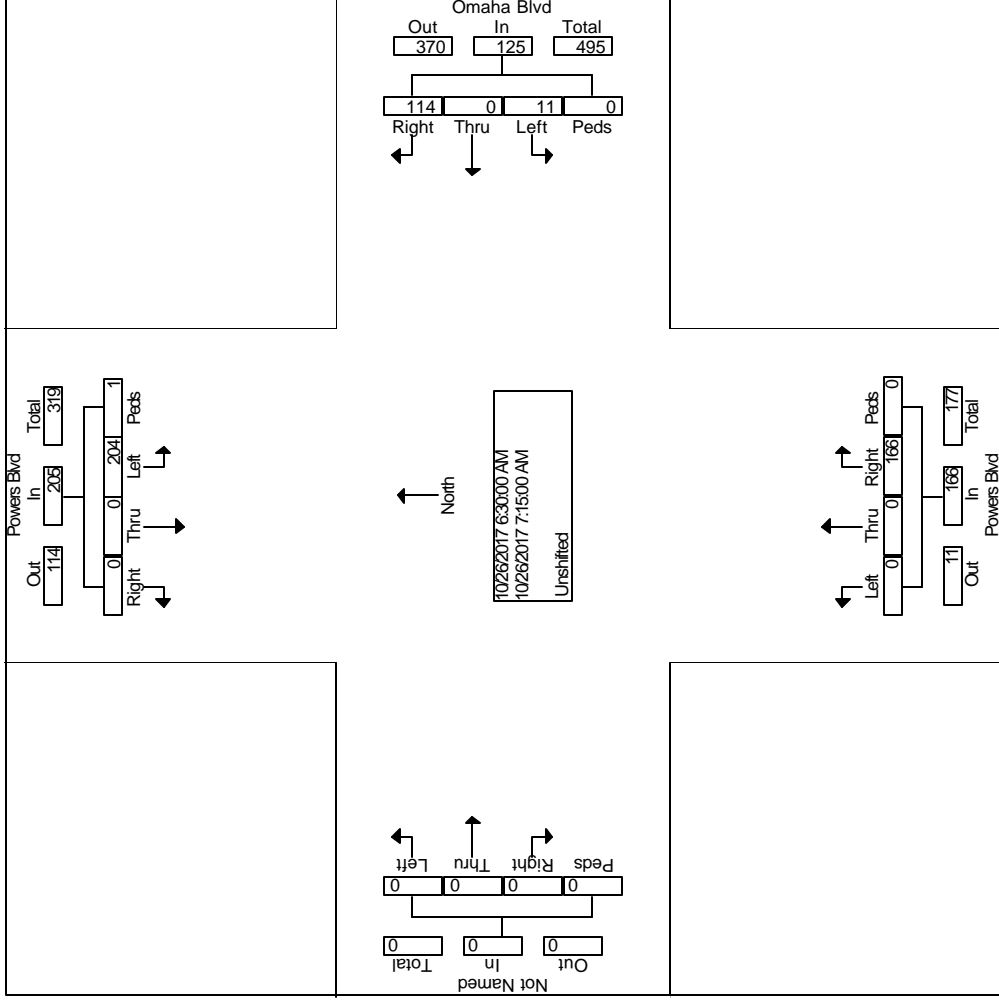 Omaha Blvd
Out In Total
370 125 495
114 0 11 0
Right Thru Left Peds
Powers Blvd
Out In Total
114 205 319
0 0 204 1
Right Thru Left Peds
North
10/26/2017 6:30:00 AM
10/26/2017 7:15:00 AM
Unshifted
Left Thru Right Peds
0 0 166 0
11 166 177
Out In Total
Powers Blvd
Left Thru Right Peds
0 0 0 0
0 0 0
Total In Out
Not Named